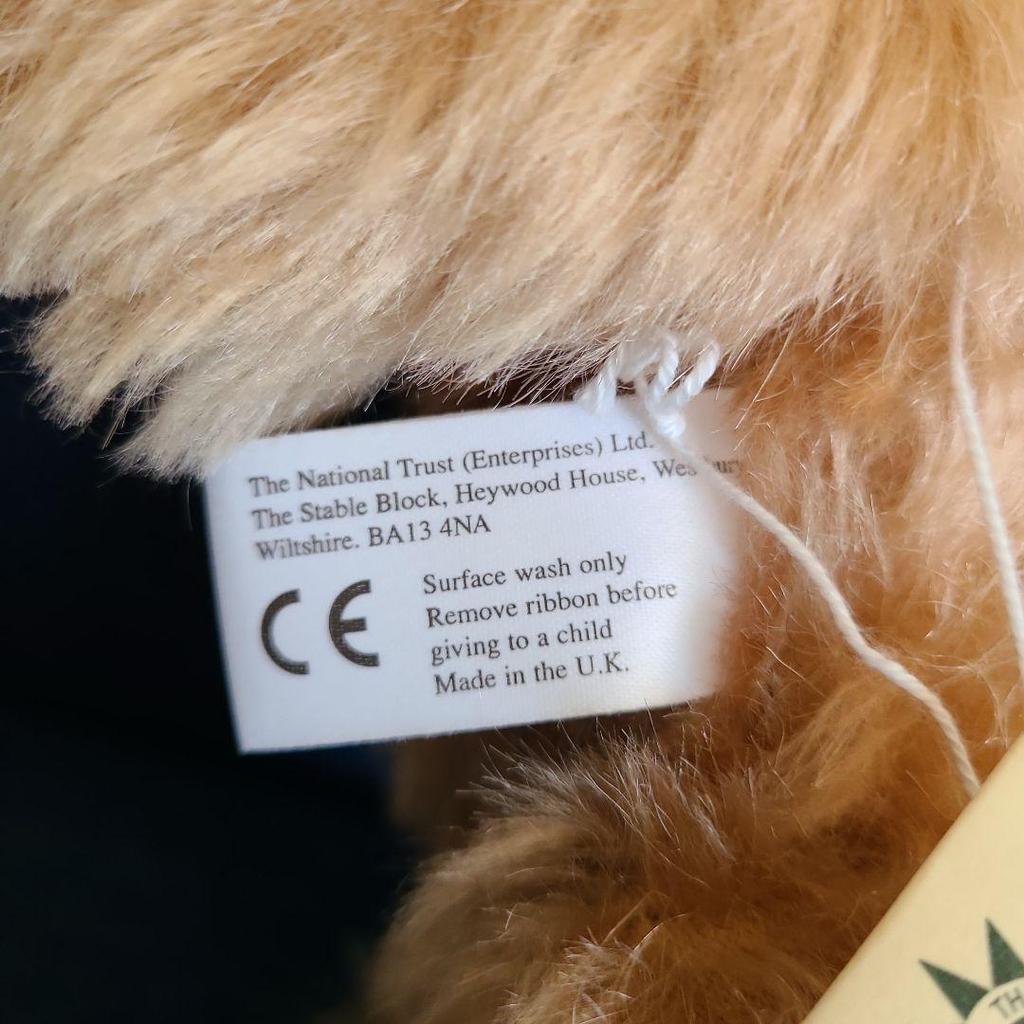 The National Trust (Enterprises) Ltd.
The Stable Block, Heywood House,
Wiltshire. BA13 4NA
CE
Surface wash only
Remove ribbon before
giving to a child
Made in the U.K.
TH